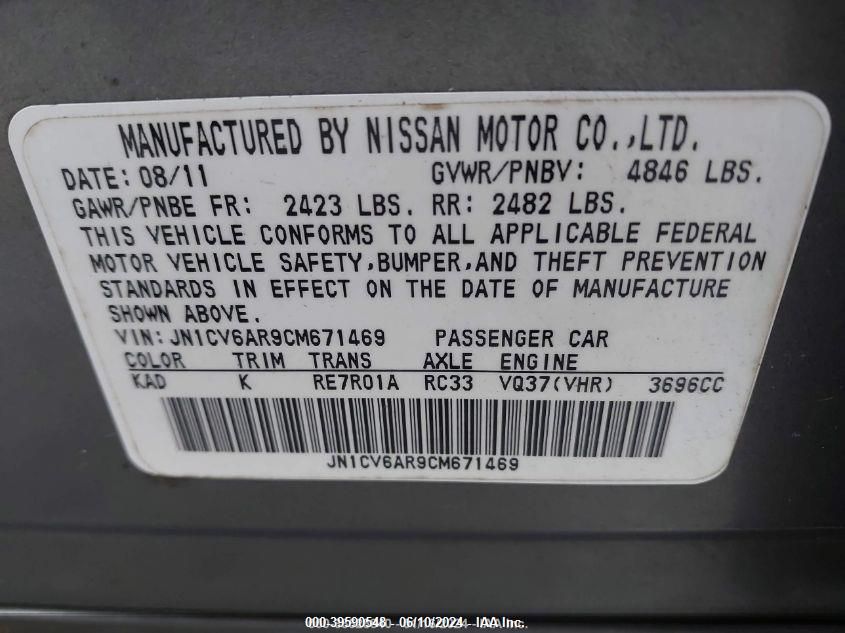 MANUFACTURED BY NISSAN MOTOR CO.,LTD.
DATE: 08/11 GVWR/PNBV: 4846 LBS.
GAWR/PNBE FR: 2423 LBS. RR: 2482 LBS.
THIS VEHICLE CONFORMS TO ALL APPLICABLE FEDERAL
MOTOR VEHICLE SAFETY,BUMPER,AND THEFT PREVENTION
STANDARDS IN EFFECT ON THE DATE OF MANUFACTURE
SHOWN ABOVE.
VIN: JN1CV6AR9CM671469 PASSENGER CAR
COLOR TRIM TRANS AXLE ENGINE
KAD K RE7R01A RC33 VQ37(VHR) 3696CC
JN1CV6AR9CM671469
000 39590548 - 06/10/2024 - IAA Inc.